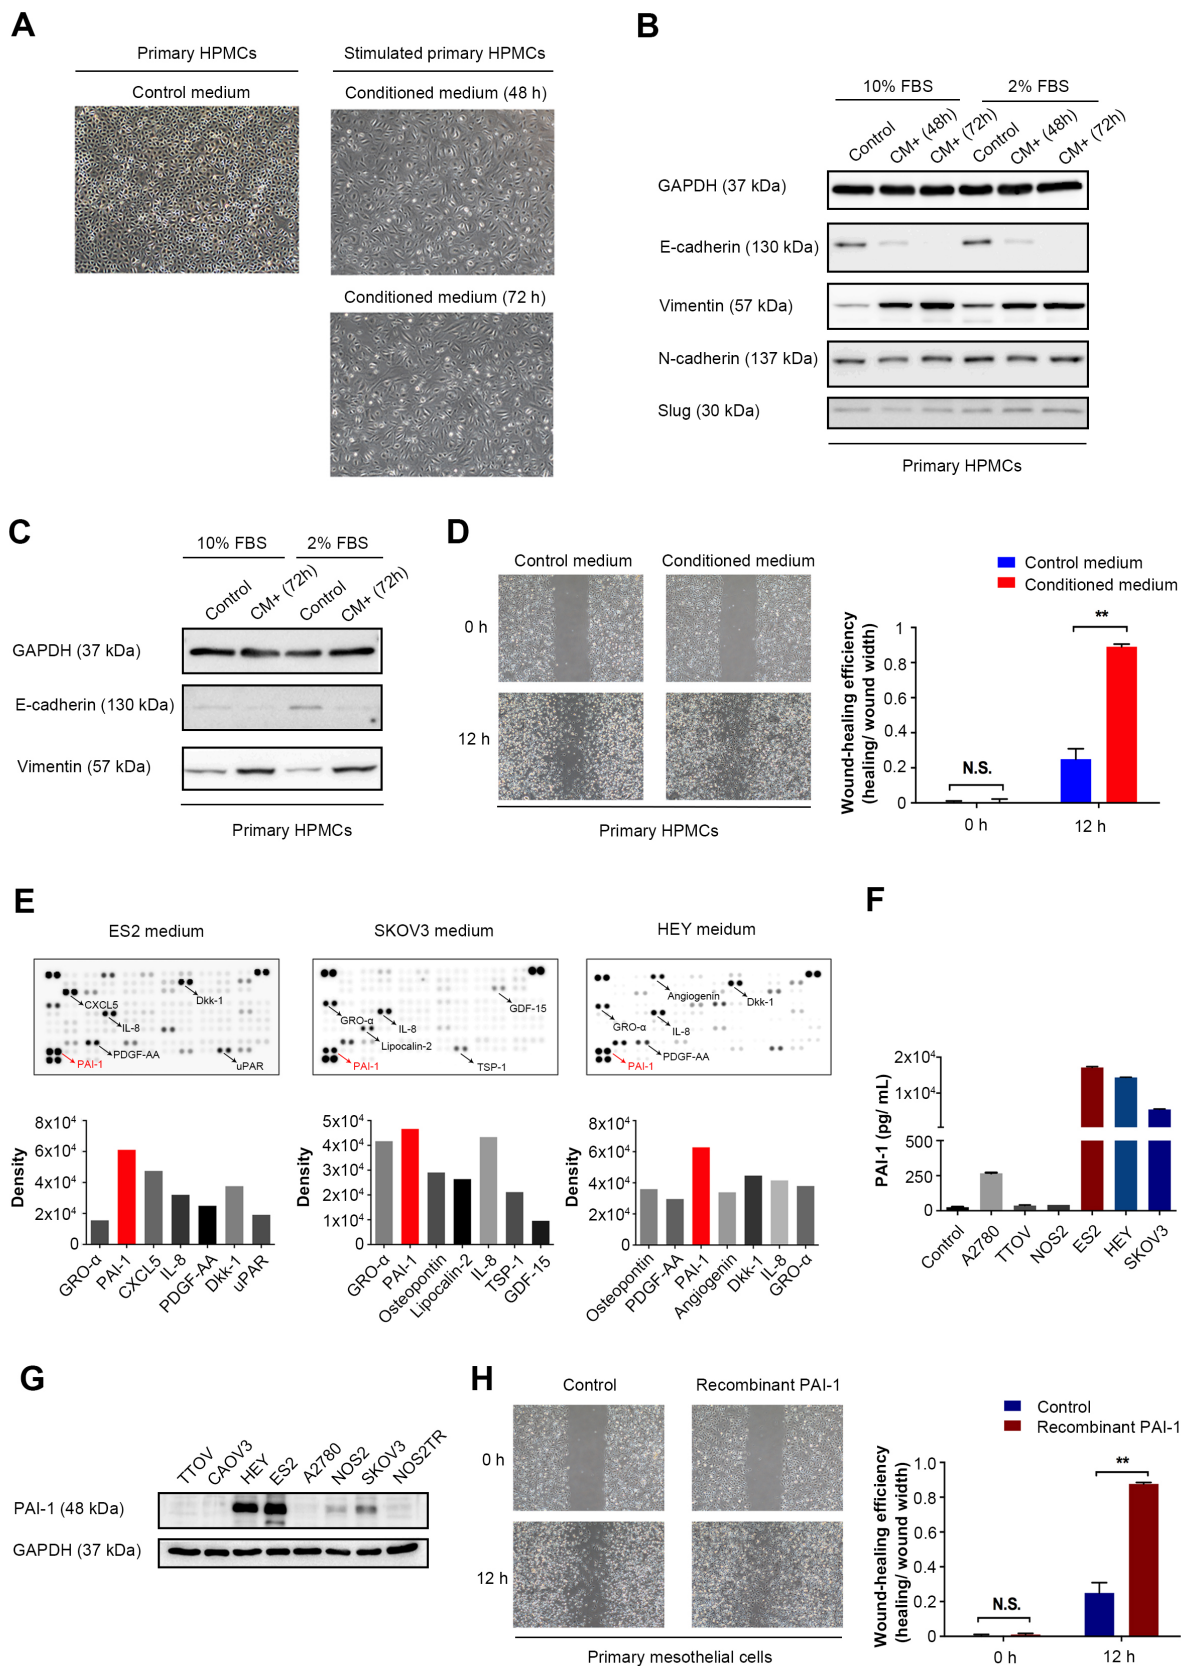 A
Primary HPMCs
Stimulated primary HPMCs
Control medium
Conditioned medium (48 h)
Conditioned medium (72 h)
B
10% FBS
2% FBS
Control
CM+ (48h)
CM+ (72h)
Control
CM+ (48h)
CM+ (72h)
GAPDH (37 kDa)
E-cadherin (130 kDa)
Vimentin (57 kDa)
N-cadherin (137 kDa)
Slug (30 kDa)
Primary HPMCs
C
10% FBS
2% FBS
Control
CM+ (72h)
Control
CM+ (72h)
GAPDH (37 kDa)
E-cadherin (130 kDa)
Vimentin (57 kDa)
Primary HPMCs
D
Control medium
Conditioned medium
0 h
12 h
Primary HPMCs
Control medium
Conditioned medium
Wound-healing efficiency
(healing/ wound width)
1
0.8
0.6
0.4
0.2
0
N.S.
**
0 h
12 h
E
ES2 medium
SKOV3 medium
HEY meidum
CXCL5
Dkk-1
IL-8
PDGF-AA
PAI-1
uPAR
GDF-15
GRO-α
IL-8
Lipocalin-2
PAI-1
TSP-1
Angiogenin
Dkk-1
GRO-α
IL-8
PDGF-AA
PAI-1
Density
8x10⁴
6x10⁴
4x10⁴
2x10⁴
0
GRO-α
PAI-1
CXCL5
IL-8
PDGF-AA
Dkk-1
uPAR
Density
5x10⁴
4x10⁴
3x10⁴
2x10⁴
1x10⁴
0
GRO-α
PAI-1
Osteopontin
Lipocalin-2
IL-8
TSP-1
GDF-15
Density
8x10⁴
6x10⁴
4x10⁴
2x10⁴
0
Osteopontin
PDGF-AA
PAI-1
Angiogenin
Dkk-1
IL-8
GRO-α
F
PAI-1 (pg/ mL)
2x10⁴
1x10⁴
500
250
0
Control
A2780
TTOV
NOS2
ES2
HEY
SKOV3
G
TTOV
CAOV3
HEY
ES2
A2780
NOS2
SKOV3
NOS2TR
PAI-1 (48 kDa)
GAPDH (37 kDa)
H
Control
Recombinant PAI-1
0 h
12 h
Primary mesothelial cells
Control
Recombinant PAI-1
Wound-healing efficiency
(healing/ wound width)
1.0
0.8
0.6
0.4
0.2
0
N.S.
**
0 h
12 h